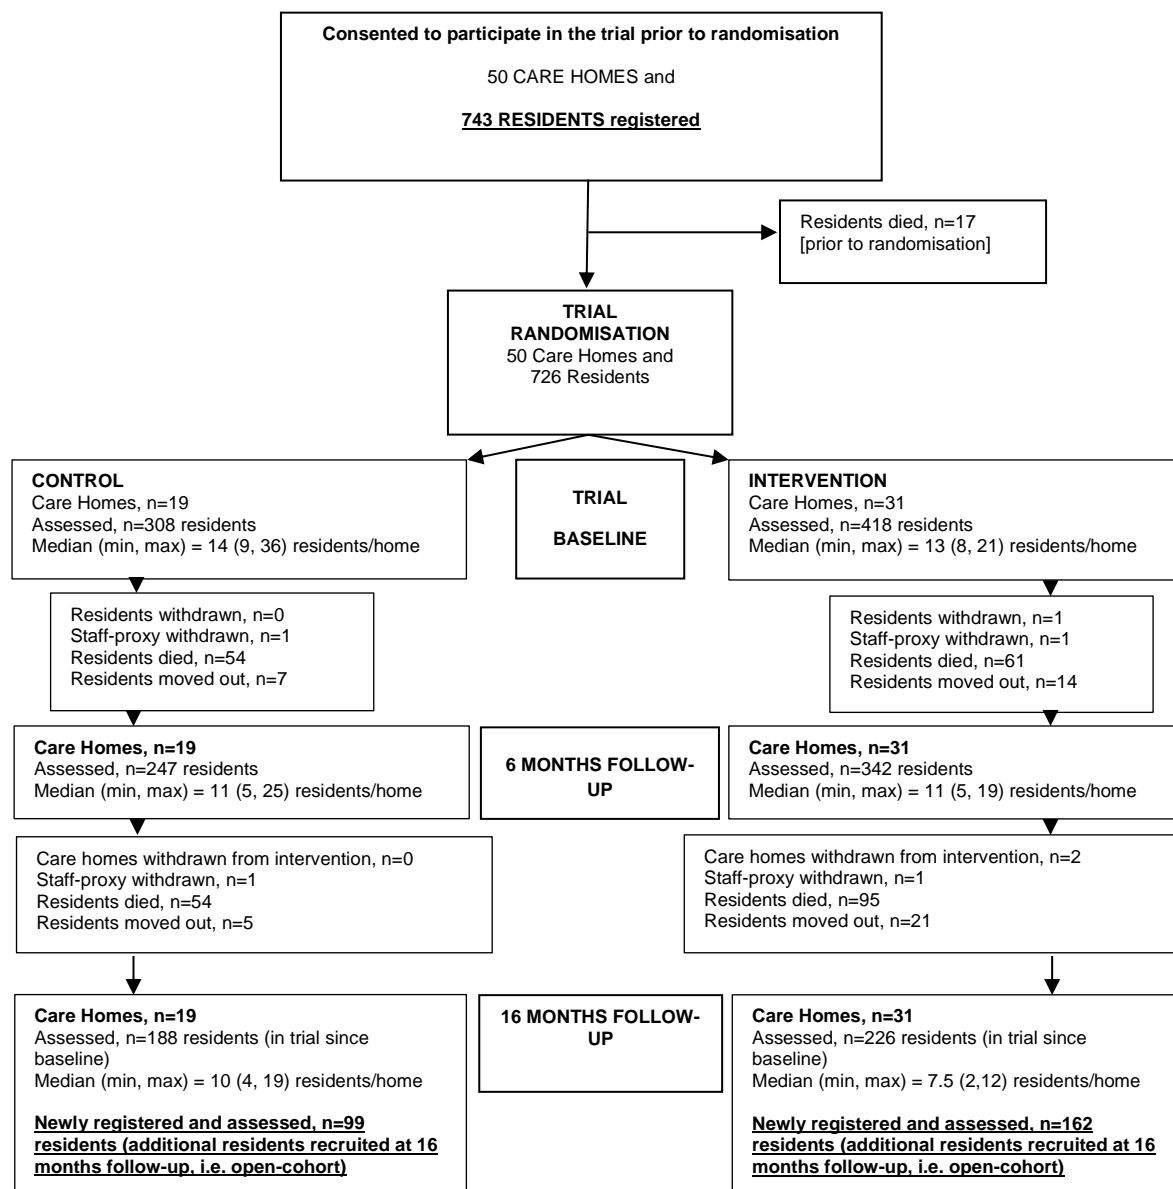 Consented to participate in the trial prior to randomisation
50 CARE HOMES and
743 RESIDENTS registered
Residents died, n=17
[prior to randomisation]
TRIAL
RANDOMISATION
50 Care Homes and
726 Residents
CONTROL
Care Homes, n=19
Assessed, n=308 residents
Median (min, max) = 14 (9, 36) residents/home
TRIAL
BASELINE
INTERVENTION
Care Homes, n=31
Assessed, n=418 residents
Median (min, max) = 13 (8, 21) residents/home
Residents withdrawn, n=0
Staff-proxy withdrawn, n=1
Residents died, n=54
Residents moved out, n=7
Residents withdrawn, n=1
Staff-proxy withdrawn, n=1
Residents died, n=61
Residents moved out, n=14
Care Homes, n=19
Assessed, n=247 residents
Median (min, max) = 11 (5, 25) residents/home
6 MONTHS FOLLOW-
UP
Care Homes, n=31
Assessed, n=342 residents
Median (min, max) = 11 (5, 19) residents/home
Care homes withdrawn from intervention, n=0
Staff-proxy withdrawn, n=1
Residents died, n=54
Residents moved out, n=5
Care homes withdrawn from intervention, n=2
Staff-proxy withdrawn, n=1
Residents died, n=95
Residents moved out, n=21
Care Homes, n=19
Assessed, n=188 residents (in trial since
baseline)
Median (min, max) = 10 (4, 19) residents/home
Newly registered and assessed, n=99
residents (additional residents recruited at 16
months follow-up, i.e. open-cohort)
16 MONTHS FOLLOW-
UP
Care Homes, n=31
Assessed, n=226 residents (in trial since
baseline)
Median (min, max) = 7.5 (2,12) residents/home
Newly registered and assessed, n=162
residents (additional residents recruited at 16
months follow-up, i.e. open-cohort)